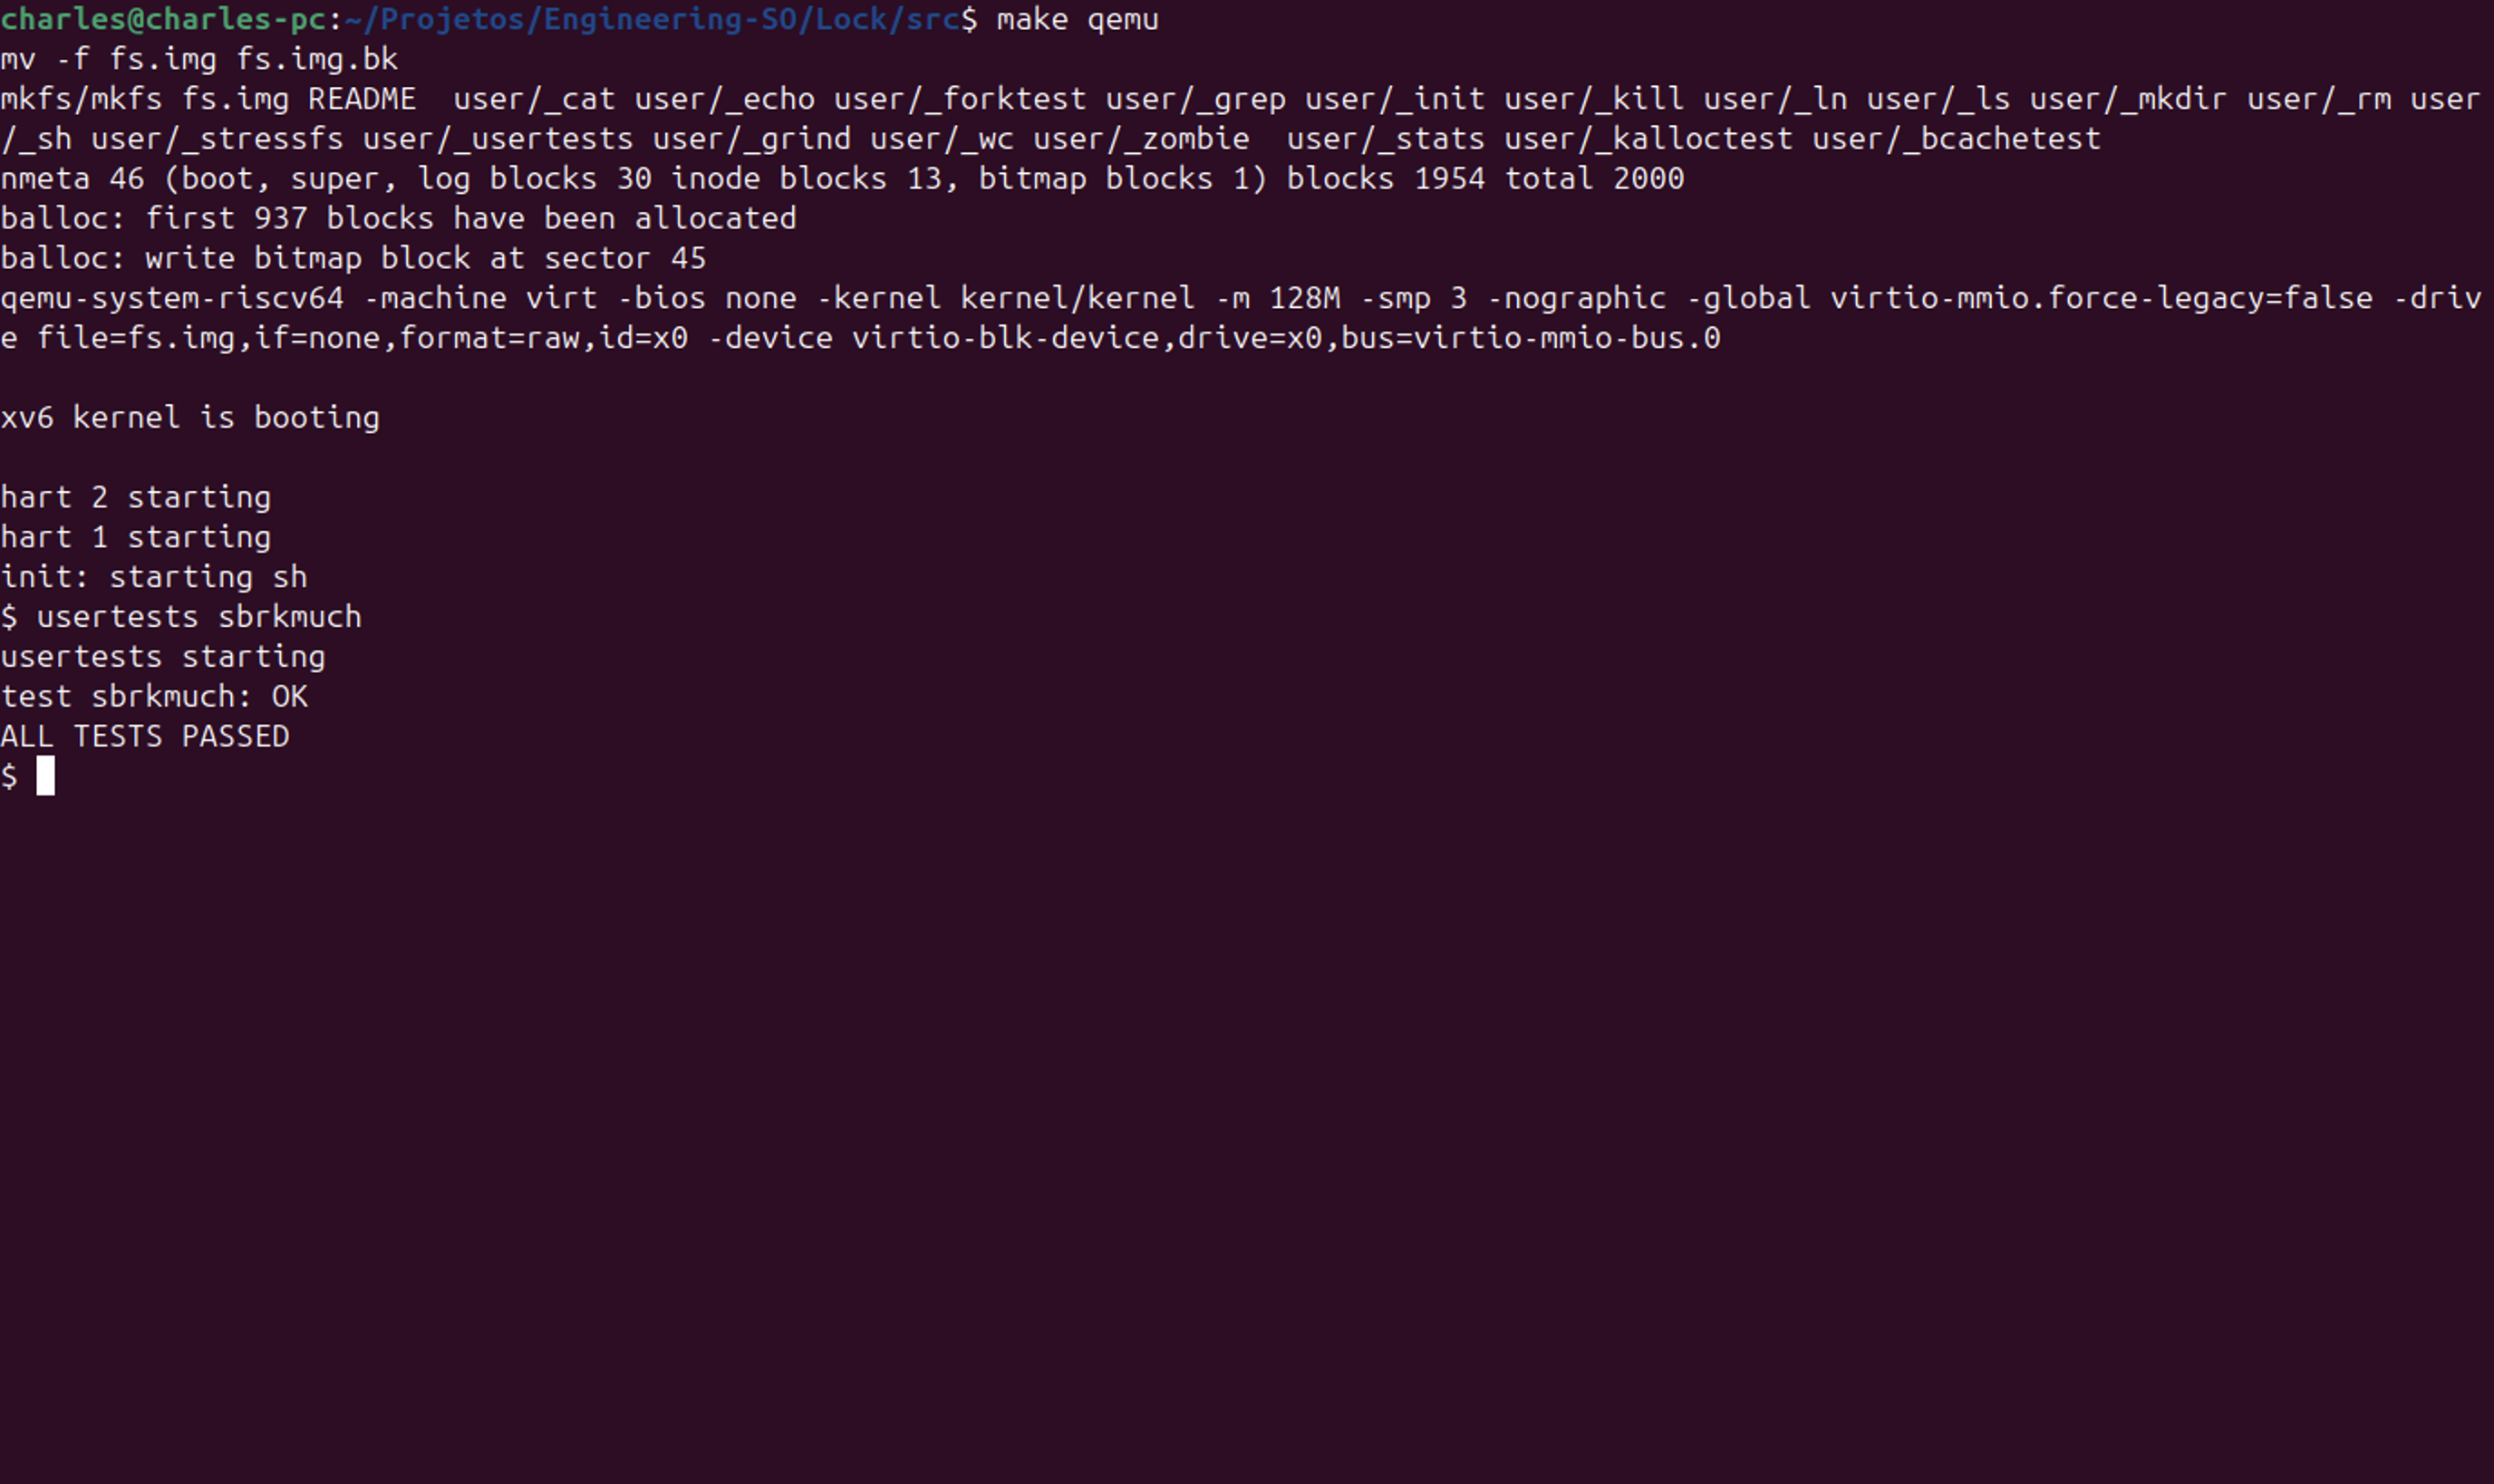 charles@charles-pc:~/Projetos/Engineering-SO/Lock/src$ make qemu
mv -f fs.img fs.img.bk
mkfs/mkfs fs.img README  user/_cat user/_echo user/_forktest user/_grep user/_init user/_kill user/_ln user/_ls user/_mkdir user/_rm user
/_sh user/_stressfs user/_usertests user/_grind user/_wc user/_zombie  user/_stats user/_kalloctest user/_bcachetest
nmeta 46 (boot, super, log blocks 30 inode blocks 13, bitmap blocks 1) blocks 1954 total 2000
balloc: first 937 blocks have been allocated
balloc: write bitmap block at sector 45
qemu-system-riscv64 -machine virt -bios none -kernel kernel/kernel -m 128M -smp 3 -nographic -global virtio-mmio.force-legacy=false -driv
e file=fs.img,if=none,format=raw,id=x0 -device virtio-blk-device,drive=x0,bus=virtio-mmio-bus.0
xv6 kernel is booting
hart 2 starting
hart 1 starting
init: starting sh
$ usertests sbrkmuch
usertests starting
test sbrkmuch: OK
ALL TESTS PASSED
$